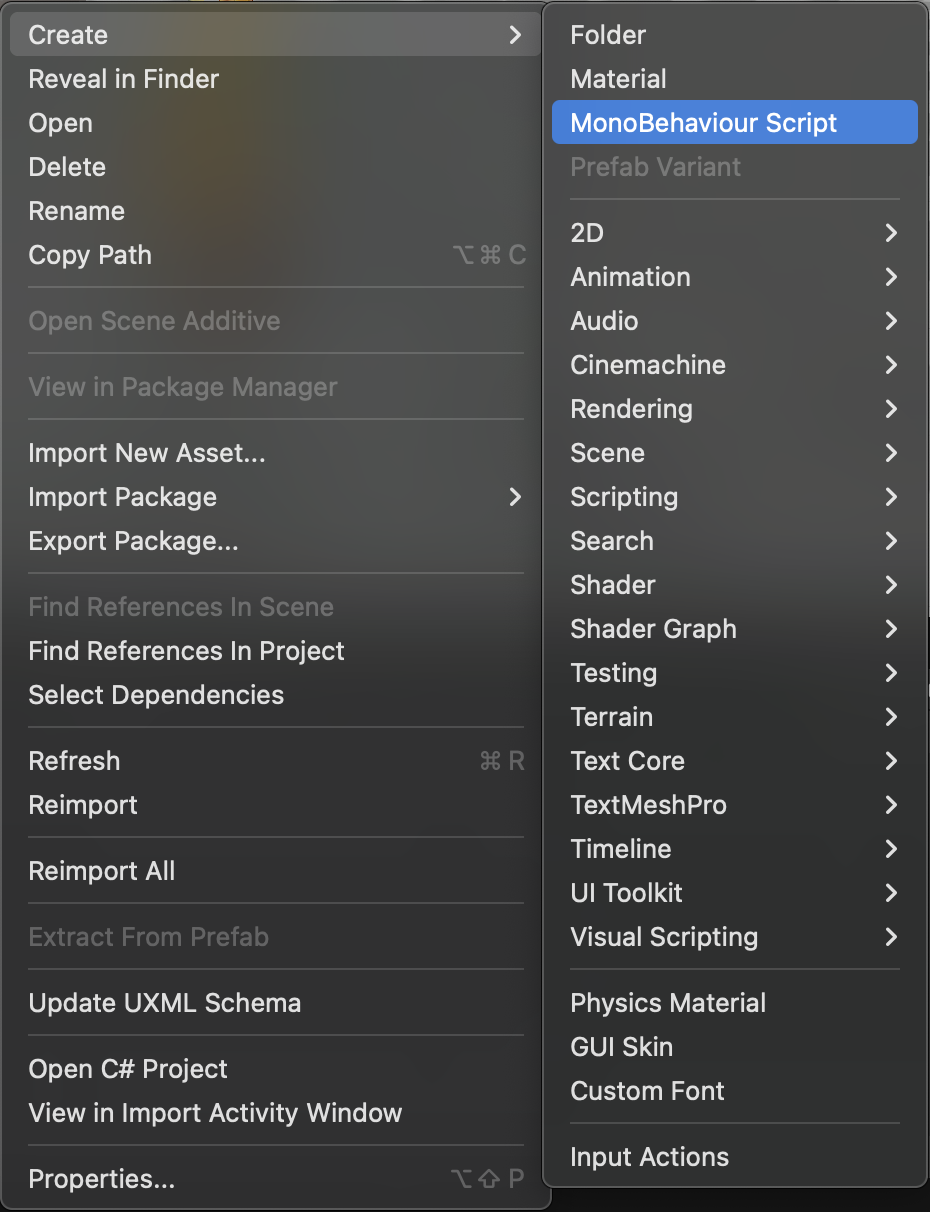 Create
Reveal in Finder
Open
Delete
Rename
Copy Path ⌥⌘ C
Open Scene Additive
View in Package Manager
Import New Asset...
Import Package
Export Package...
Find References In Scene
Find References In Project
Select Dependencies
Refresh ⌘ R
Reimport
Reimport All
Extract From Prefab
Update UXML Schema
Open C# Project
View in Import Activity Window
Properties... ⌥⇧ P
Folder
Material
MonoBehaviour Script
Prefab Variant
2D
Animation
Audio
Cinemachine
Rendering
Scene
Scripting
Search
Shader
Shader Graph
Testing
Terrain
Text Core
TextMeshPro
Timeline
UI Toolkit
Visual Scripting
Physics Material
GUI Skin
Custom Font
Input Actions